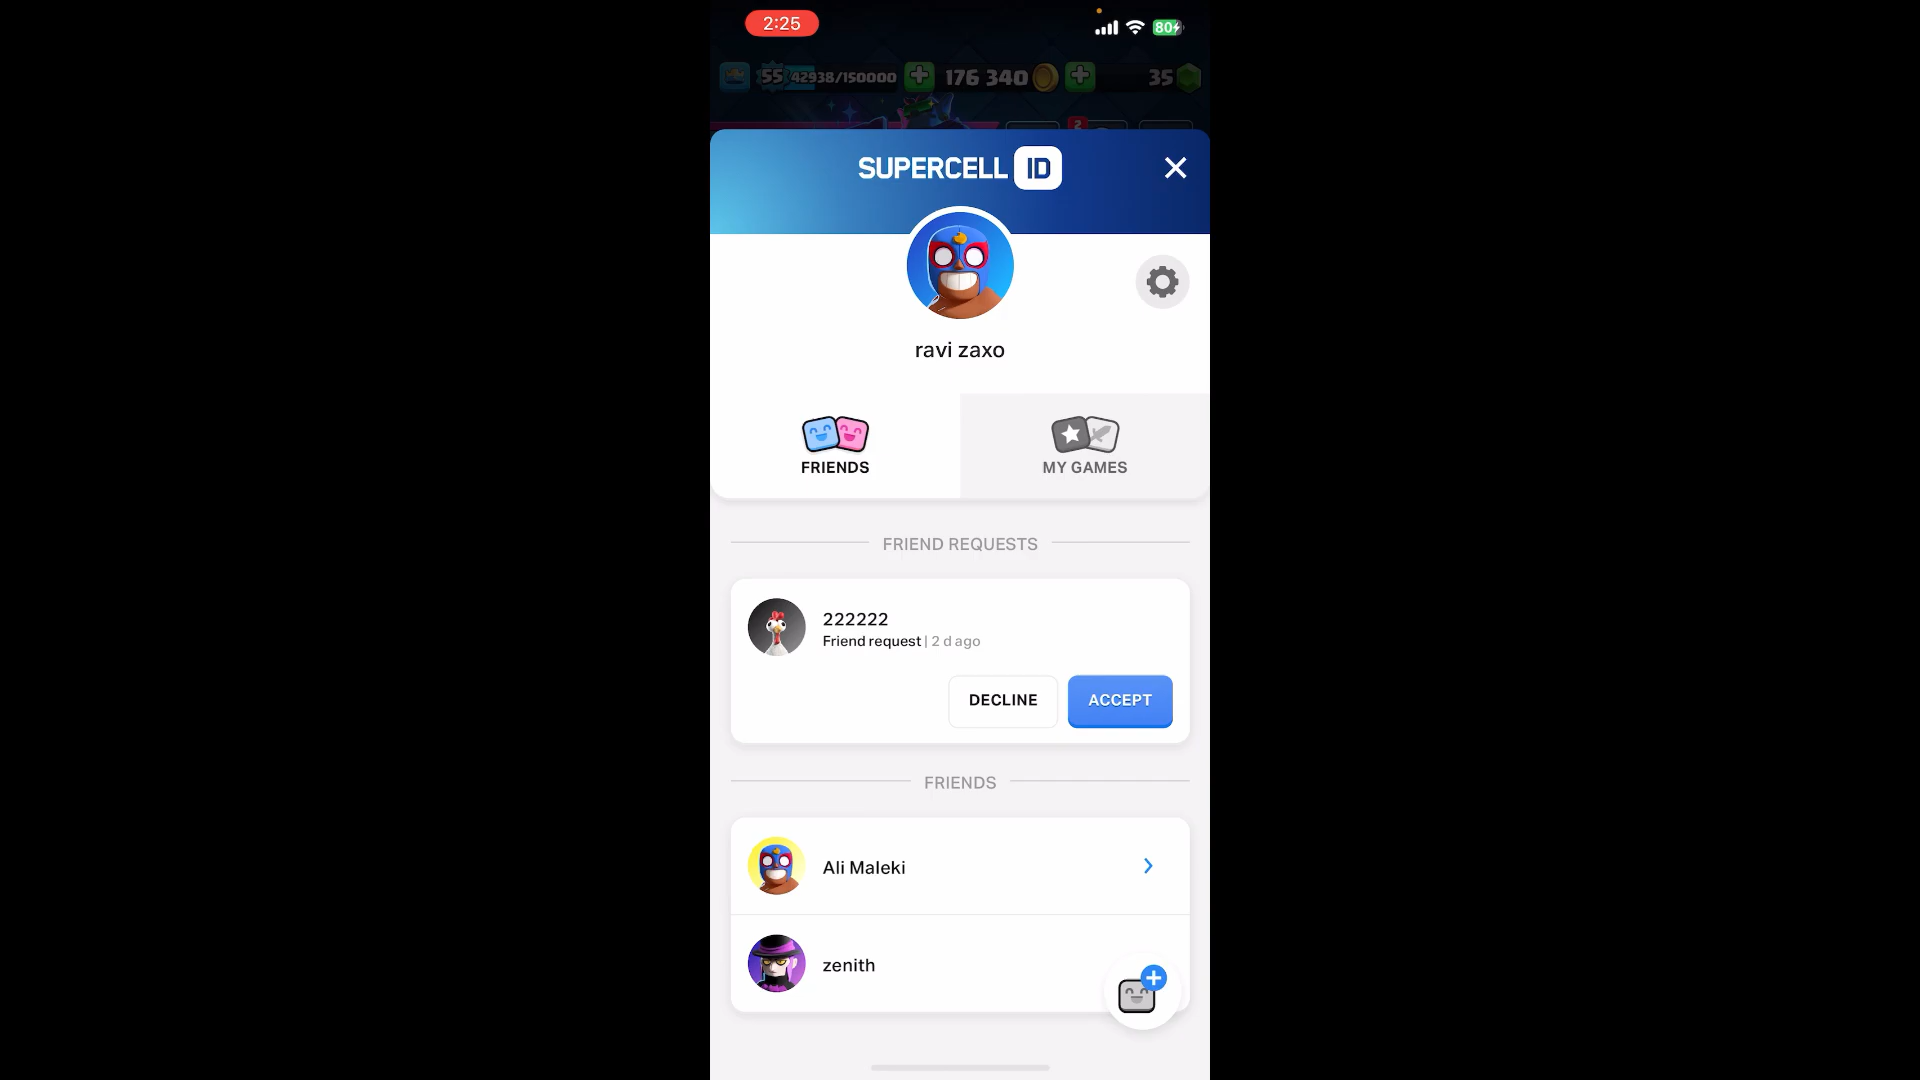 2:25
80
55 42938/150000 176 340 35
2
SUPERCELL ID
ravi zaxo
FRIENDS
MY GAMES
FRIEND REQUESTS
222222
Friend request | 2 d ago
DECLINE
ACCEPT
FRIENDS
Ali Maleki
zenith